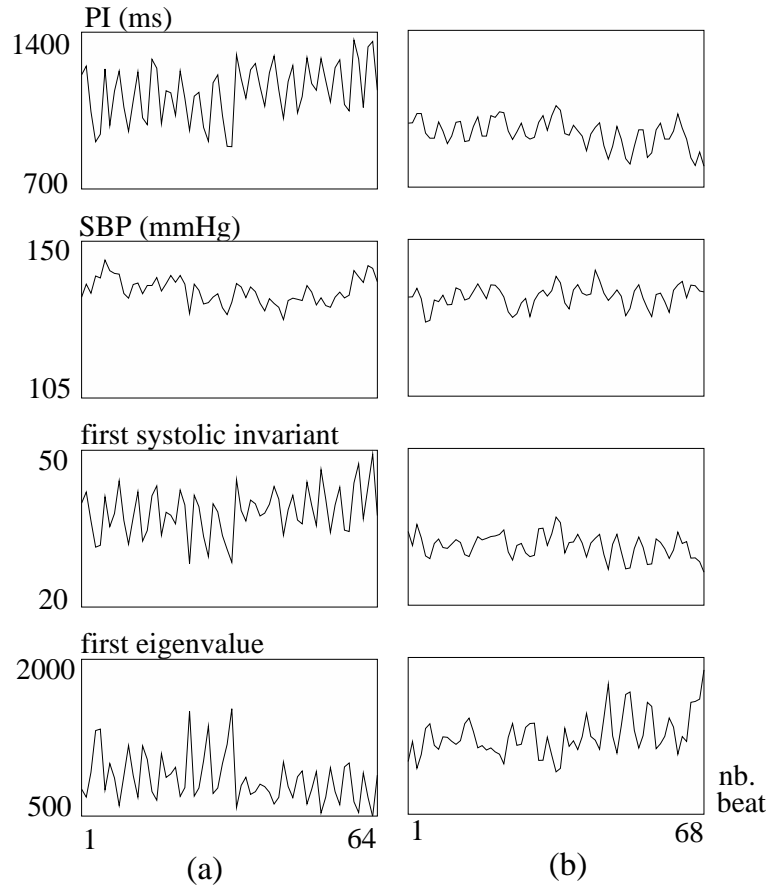 PI (ms)
1400
700
SBP (mmHg)
150
105
first systolic invariant
50
20
first eigenvalue
2000
500
nb.
beat
1
64
1
68
(a)
(b)